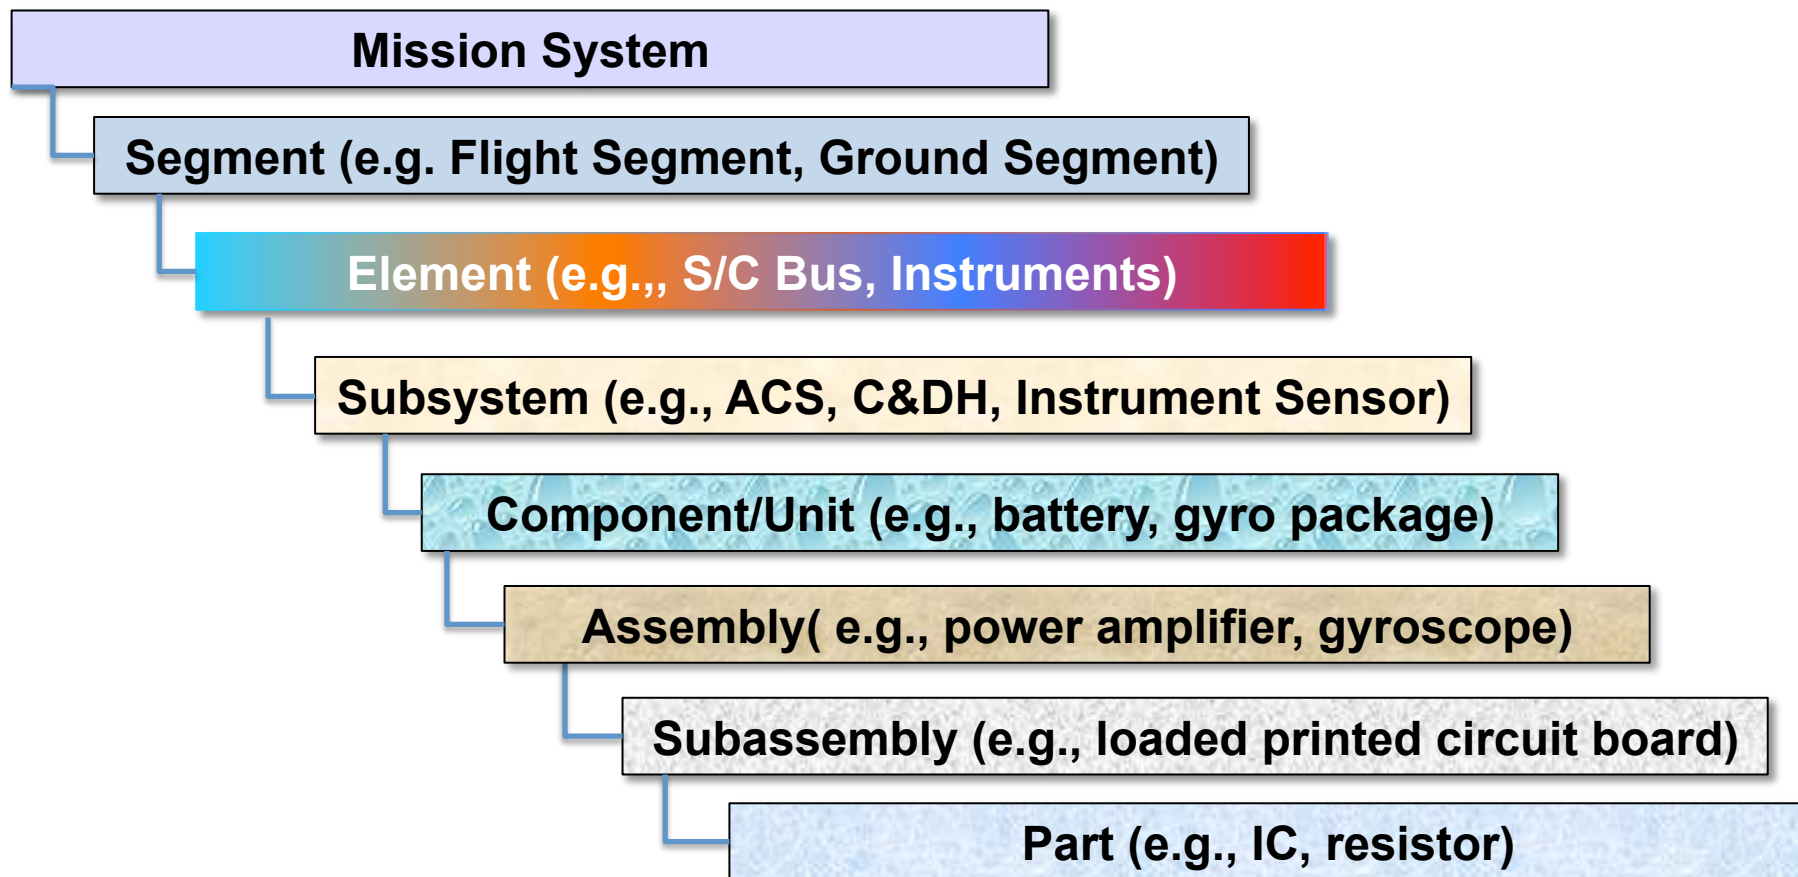 Mission System
Segment (e.g. Flight Segment, Ground Segment)
Element (e.g.,, S/C Bus, Instruments)
Subsystem (e.g., ACS, C&DH, Instrument Sensor)
Component/Unit (e.g., battery, gyro package)
Assembly( e.g., power amplifier, gyroscope)
Subassembly (e.g., loaded printed circuit board)
Part (e.g., IC, resistor)